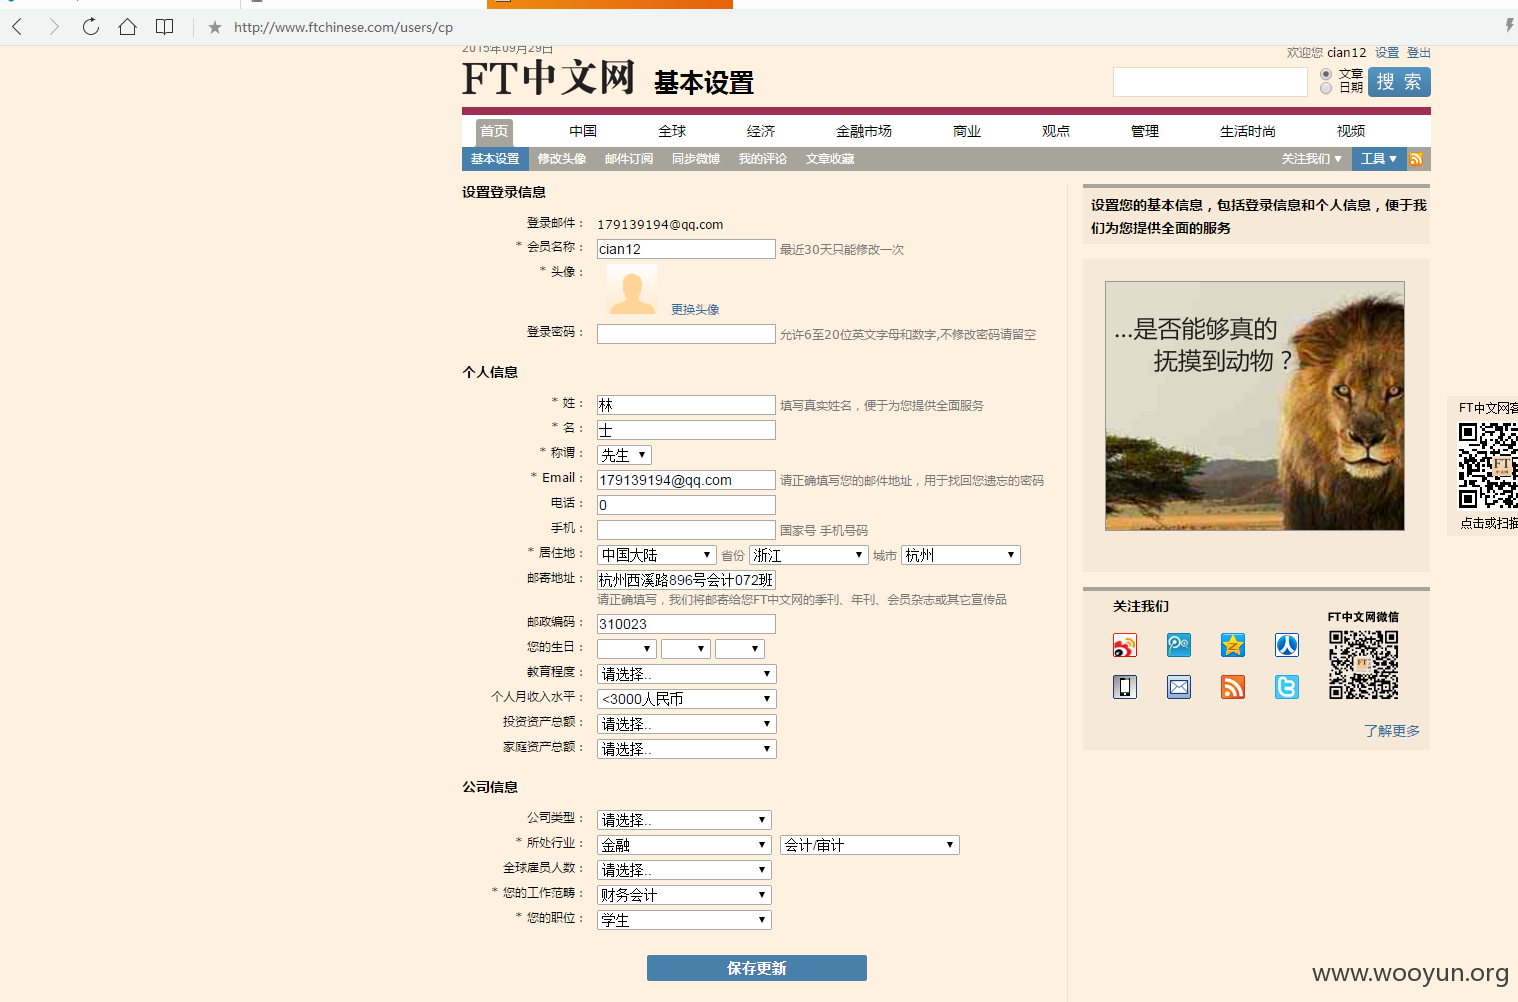 http://www.ftchinese.com/users/cp
2015年09月29日
欢迎您 cian12 设置 登出
FT中文网 基本设置
文章
日期
搜 索
首页 中国 全球 经济 金融市场 商业 观点 管理 生活时尚 视频
基本设置 修改头像 邮件订阅 同步微博 我的评论 文章收藏 关注我们▼ 工具▼
设置登录信息
登录邮件： 179139194@qq.com
* 会员名称： cian12 最近30天只能修改一次
* 头像：
更换头像
登录密码： 允许6至20位英文字母和数字,不修改密码请留空
个人信息
* 姓： 林 填写真实姓名，便于为您提供全面服务
* 名： 士
* 称谓： 先生
* Email： 179139194@qq.com 请正确填写您的邮件地址，用于找回您遗忘的密码
电话： 0
手机： 国家号 手机号码
* 居住地： 中国大陆 省份 浙江 城市 杭州
邮寄地址： 杭州西溪路896号会计072班
请正确填写，我们将邮寄给您FT中文网的季刊、年刊、会员杂志或其它宣传品
邮政编码： 310023
您的生日：
教育程度： 请选择..
个人月收入水平： <3000人民币
投资资产总额： 请选择..
家庭资产总额： 请选择..
公司信息
公司类型： 请选择..
* 所处行业： 金融 会计/审计
全球雇员人数： 请选择..
* 您的工作范畴： 财务会计
* 您的职位： 学生
保存更新
设置您的基本信息，包括登录信息和个人信息，便于我
们为您提供全面的服务
...是否能够真的
抚摸到动物？
FT中文网客
FT
点击或扫描
关注我们
FT中文网微信
FT
了解更多
www.wooyun.org